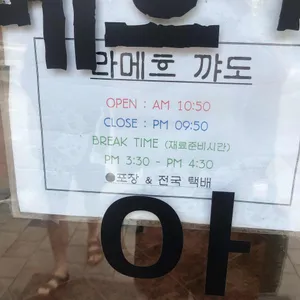 라메르 꺄도
OPEN : AM 10:50
CLOSE : PM 09:50
BREAK TIME (재료준비시간)
PM 3:30 - PM 4:30
●포장 & 전국 택배
아